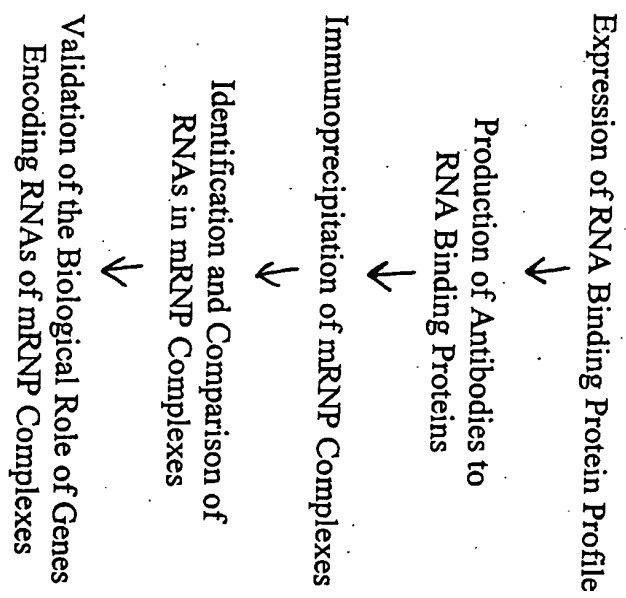 Expression of RNA Binding Protein Profile
Production of Antibodies to
RNA Binding Proteins
Immunoprecipitation of mRNP Complexes
Identification and Comparison of
RNAs in mRNP Complexes
Validation of the Biological Role of Genes
Encoding RNAs of mRNP Complexes